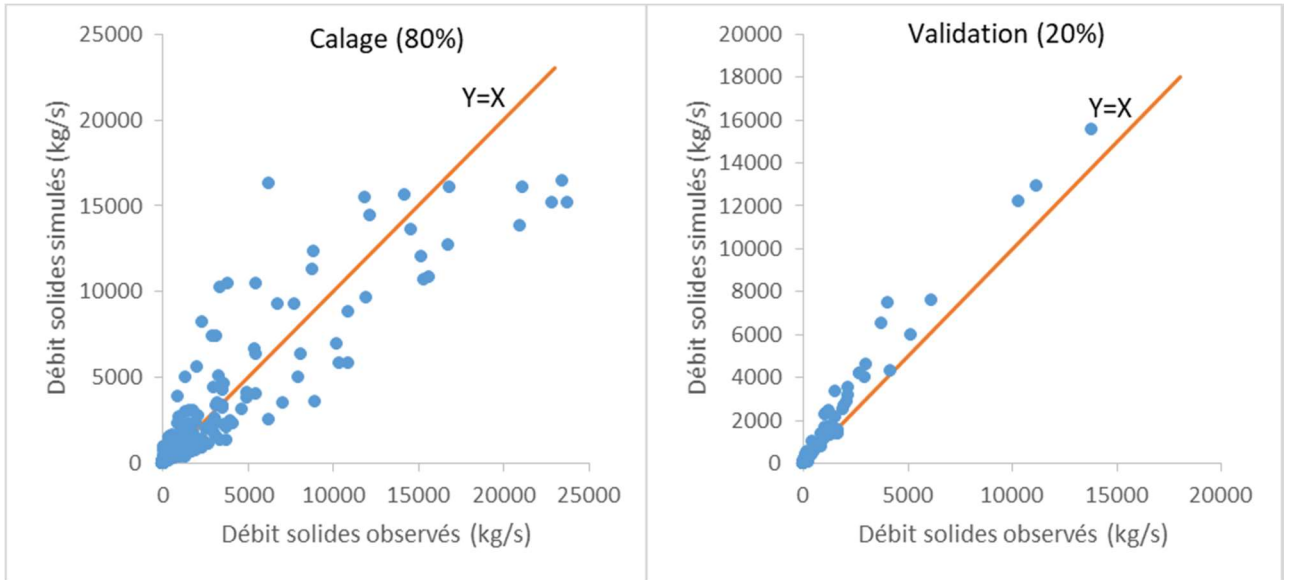 Calage (80%)
Y=X
Débit solides simulés (kg/s)
25000
20000
15000
10000
5000
0
0 5000 10000 15000 20000 25000
Débit solides observés (kg/s)
Validation (20%)
Y=X
Débit solides simulés (kg/s)
20000
18000
16000
14000
12000
10000
8000
6000
4000
2000
0
0 5000 10000 15000 20000
Débit solides observés (kg/s)